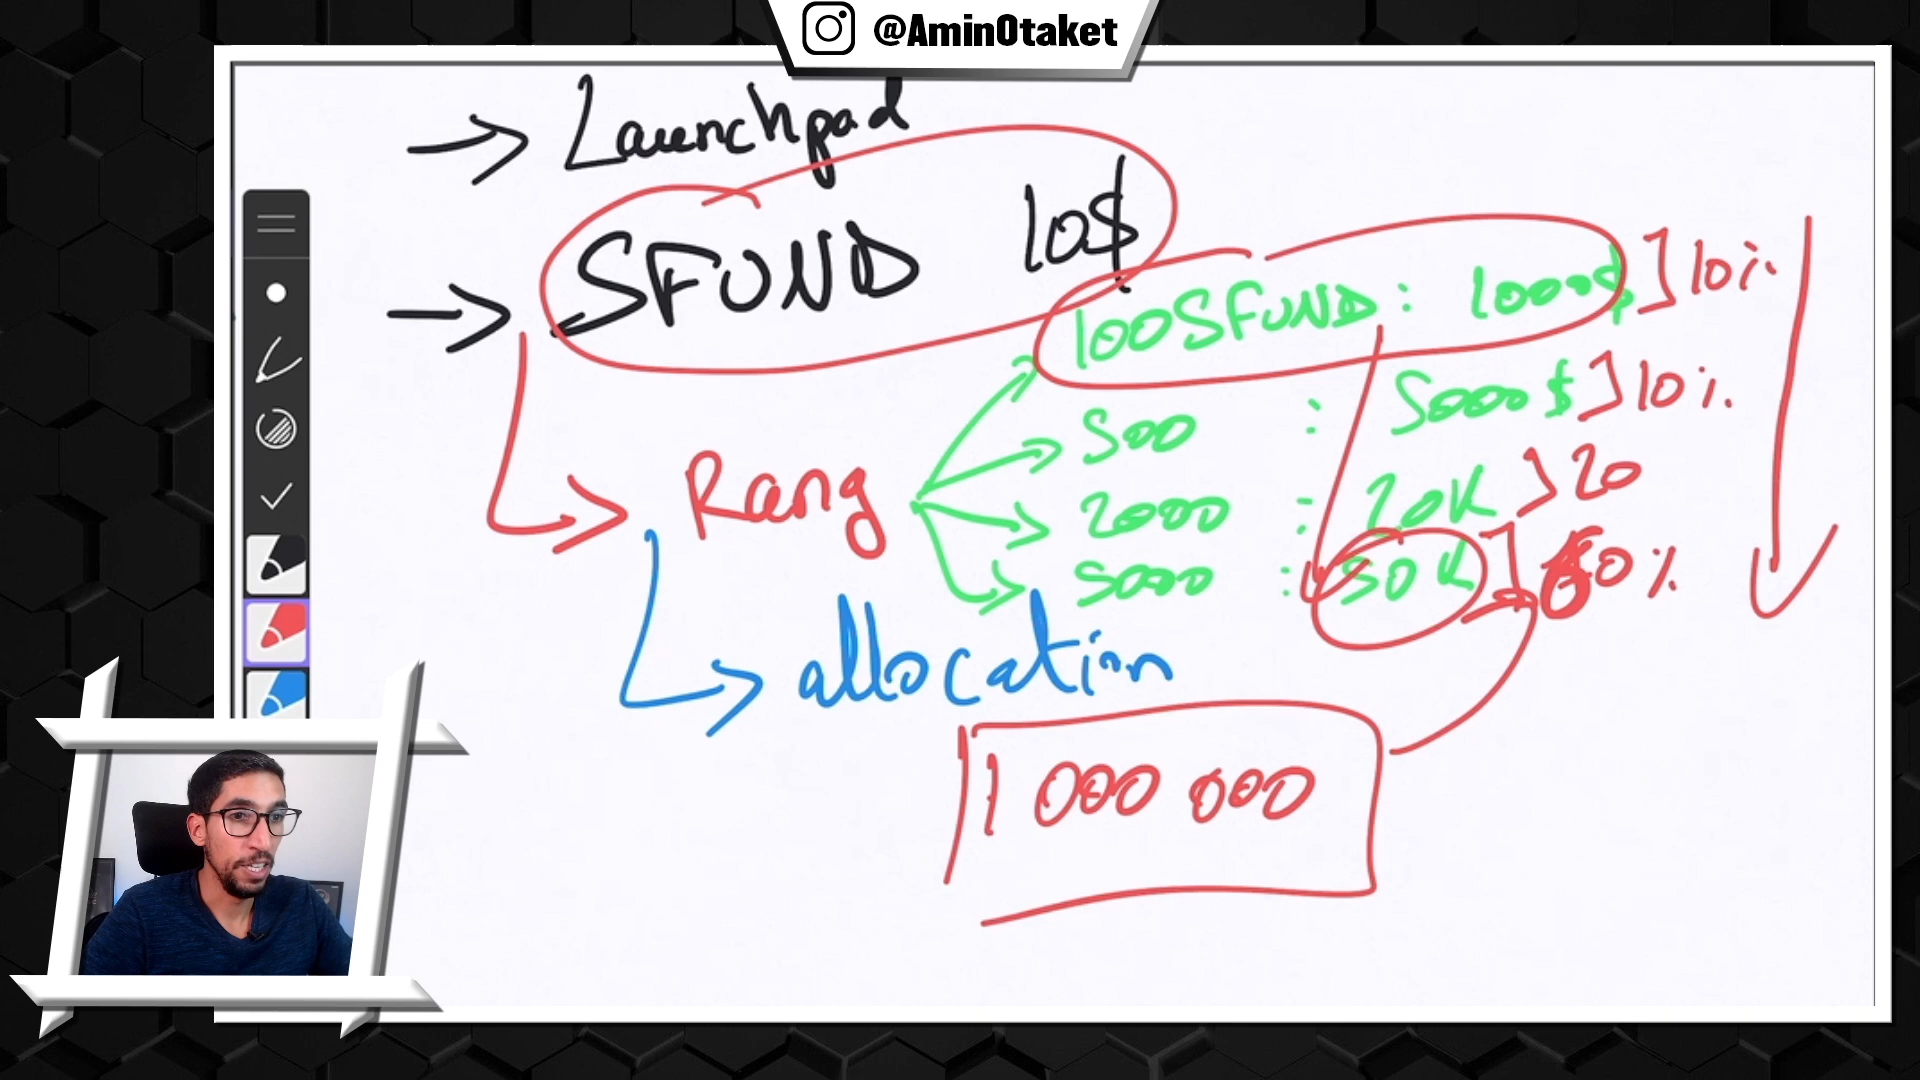 @AminOtaket
→ Launchpad
→ SFUND 10$
100SFUND : 1000$ ] 10%
500 : 5000$ ] 10%
Rang
2000 : 20K ] 20
5000 : 50K ] 60%
allocation
1 000 000